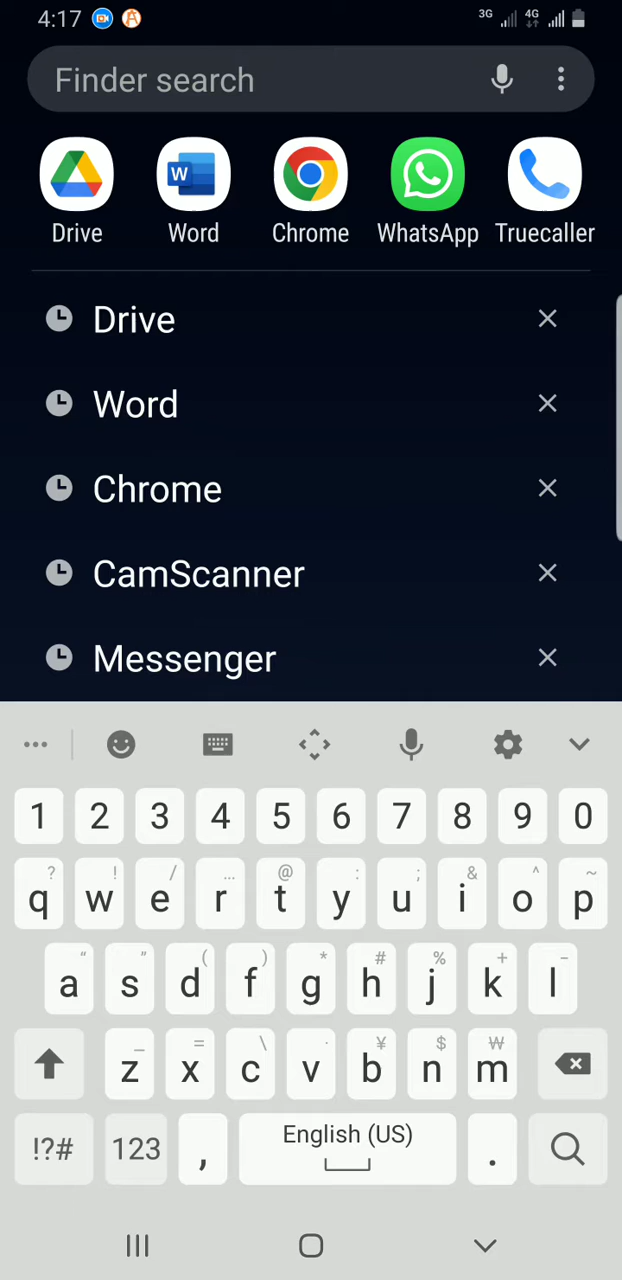 4:17 3G 4G
Finder search
Drive Word Chrome WhatsApp Truecaller
Drive
Word
Chrome
CamScanner
Messenger
1 2 3 4 5 6 7 8 9 0
? ! / ... @ : ; & ^ ~
q w e r t y u i o p
" " ( ) * # % + -
a s d f g h j k l
_ = \ · ¥ $ ₩
z x c v b n m
!?# 123 , English (US) .